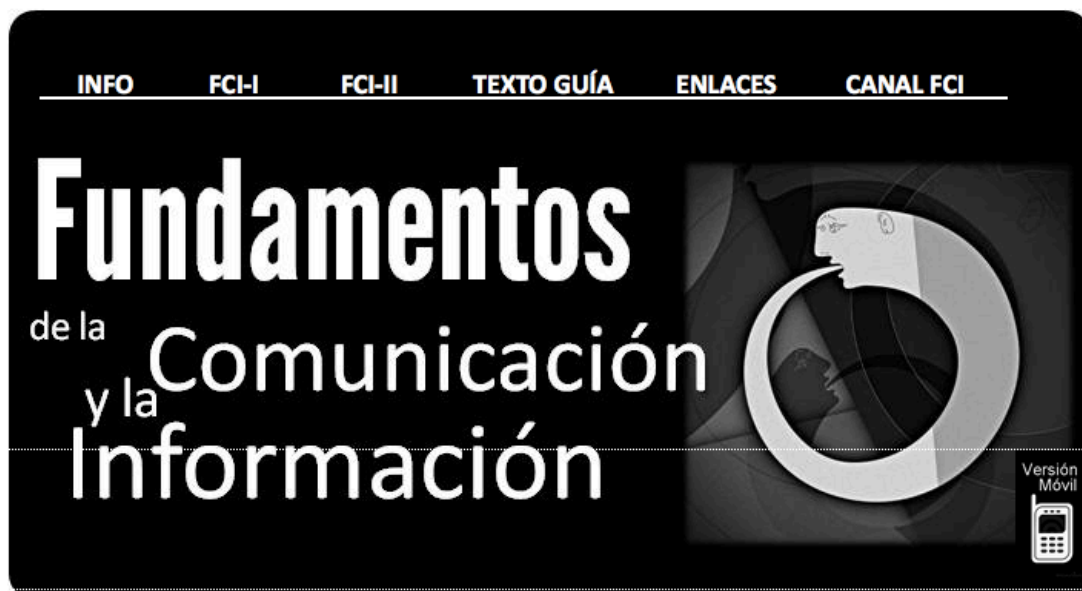 INFO FCI-I FCI-II TEXTO GUÍA ENLACES CANAL FCI
Fundamentos
de la Comunicación
y la
Información
Versión
Móvil